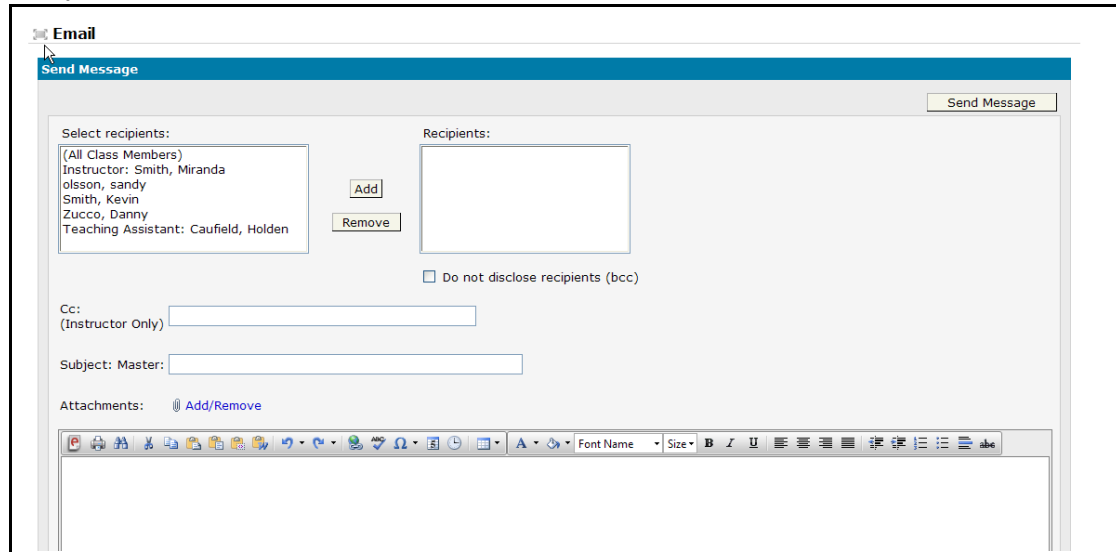 Email
Send Message
Send Message
Select recipients:
Recipients:
(All Class Members)
Instructor: Smith, Miranda
olsson, sandy
Smith, Kevin
Zucco, Danny
Teaching Assistant: Caufield, Holden
Add
Remove
Do not disclose recipients (bcc)
Cc:
(Instructor Only)
Subject: Master:
Attachments: Add/Remove
ABC Ω A Font Name Size B I U abc